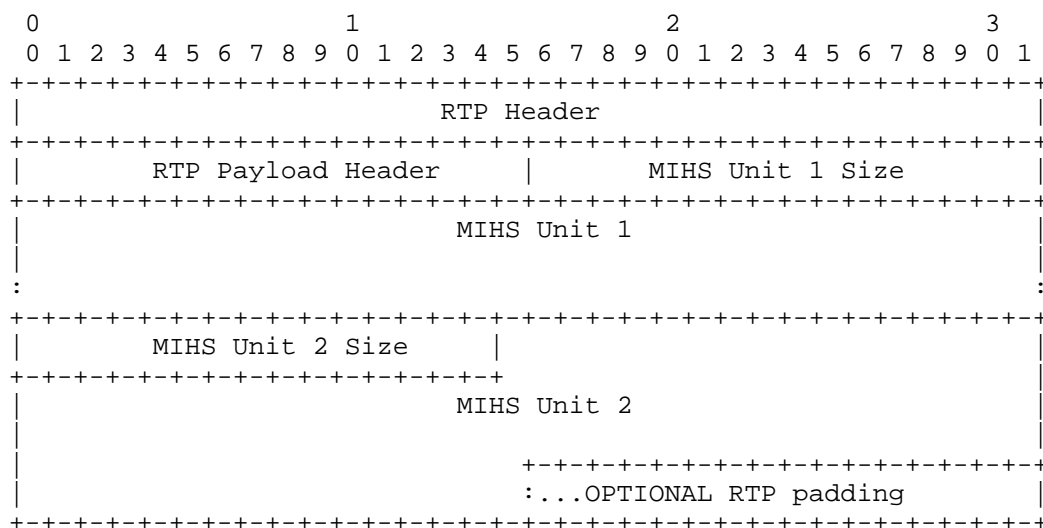 0                   1                   2                   3
0 1 2 3 4 5 6 7 8 9 0 1 2 3 4 5 6 7 8 9 0 1 2 3 4 5 6 7 8 9 0 1
+-+-+-+-+-+-+-+-+-+-+-+-+-+-+-+-+-+-+-+-+-+-+-+-+-+-+-+-+-+-+-+-+
|                          RTP Header                           |
+-+-+-+-+-+-+-+-+-+-+-+-+-+-+-+-+-+-+-+-+-+-+-+-+-+-+-+-+-+-+-+-+
|        RTP Payload Header     |       MIHS Unit 1 Size        |
+-+-+-+-+-+-+-+-+-+-+-+-+-+-+-+-+-+-+-+-+-+-+-+-+-+-+-+-+-+-+-+-+
|                           MIHS Unit 1                         |
|                                                               |
:                                                               :
+-+-+-+-+-+-+-+-+-+-+-+-+-+-+-+-+-+-+-+-+-+-+-+-+-+-+-+-+-+-+-+-+
|        MIHS Unit 2 Size     |                                 |
+-+-+-+-+-+-+-+-+-+-+-+-+-+-+-+                                 |
|                           MIHS Unit 2                         |
|                                                               |
|                               +-+-+-+-+-+-+-+-+-+-+-+-+-+-+-+-+
|                               :...OPTIONAL RTP padding        |
+-+-+-+-+-+-+-+-+-+-+-+-+-+-+-+-+-+-+-+-+-+-+-+-+-+-+-+-+-+-+-+-+